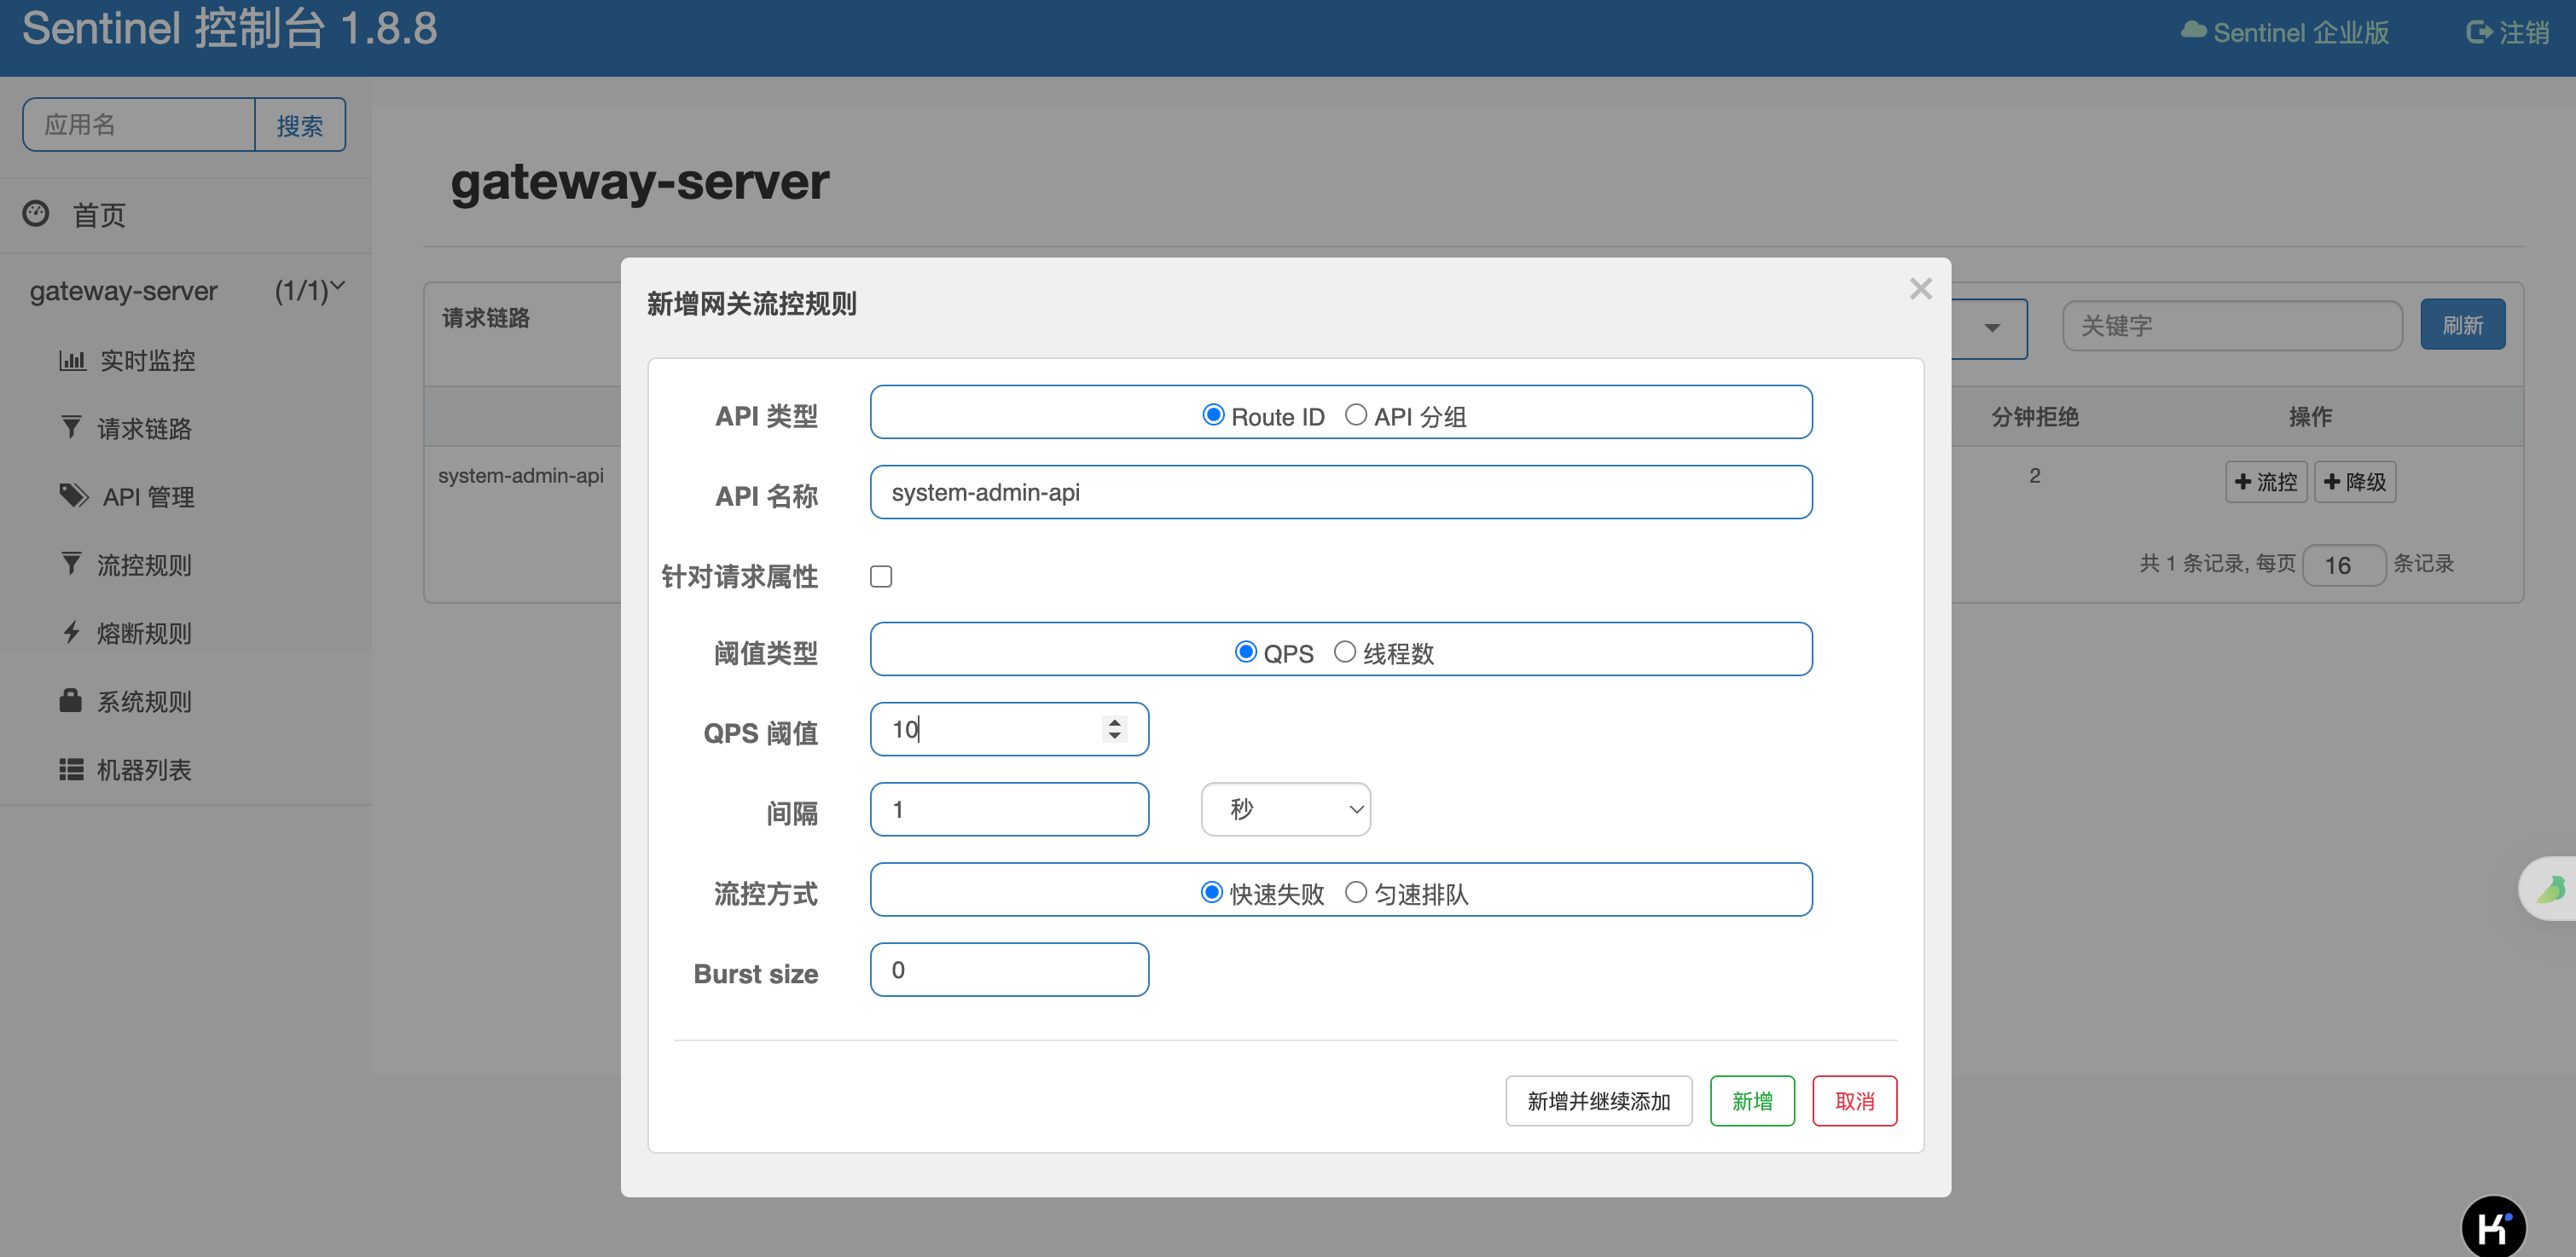 Sentinel 控制台 1.8.8
Sentinel 企业版
注销
应用名
搜索
首页
gateway-server (1/1)
实时监控
请求链路
API 管理
流控规则
熔断规则
系统规则
机器列表
gateway-server
请求链路
关键字
刷新
分钟拒绝
操作
system-admin-api
2
流控
降级
共 1 条记录, 每页 16 条记录
新增网关流控规则
×
API 类型
Route ID
API 分组
API 名称
system-admin-api
针对请求属性
阈值类型
QPS
线程数
QPS 阈值
10
间隔
1
秒
流控方式
快速失败
匀速排队
Burst size
0
新增并继续添加
新增
取消
K